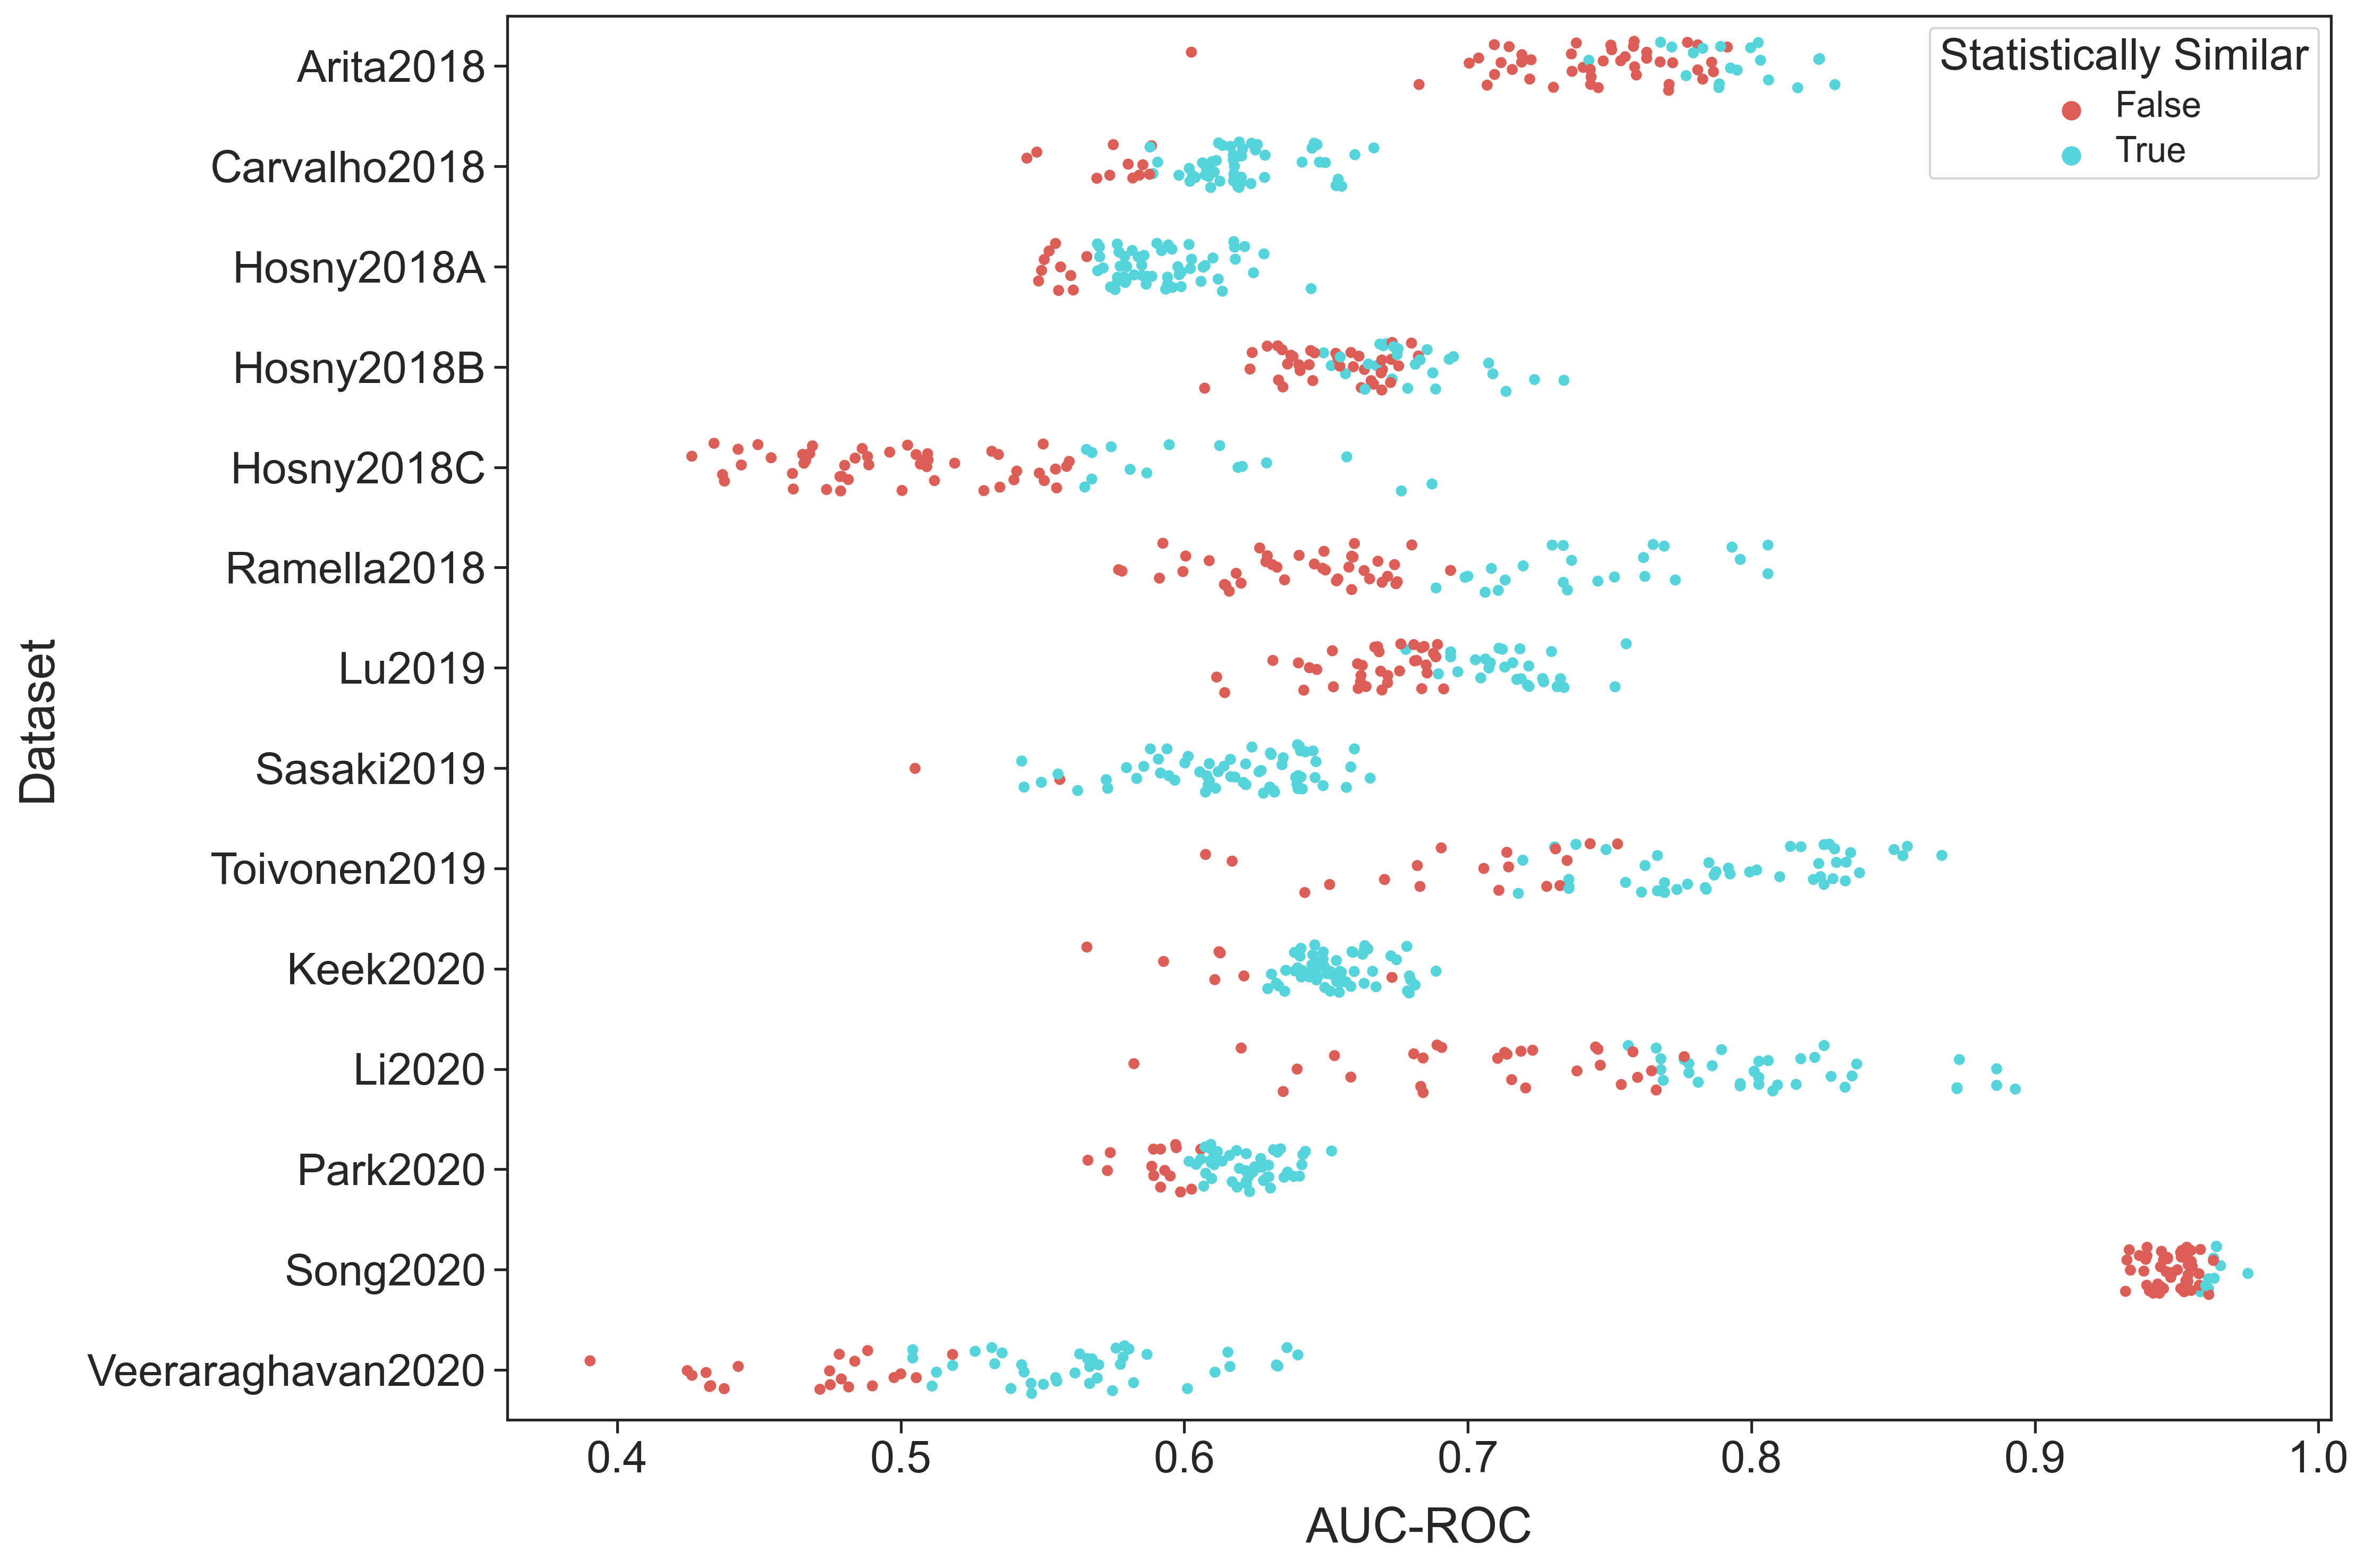 Statistically Similar
False
True
Dataset
Arita2018
Carvalho2018
Hosny2018A
Hosny2018B
Hosny2018C
Ramella2018
Lu2019
Sasaki2019
Toivonen2019
Keek2020
Li2020
Park2020
Song2020
Veeraraghavan2020
0.4 0.5 0.6 0.7 0.8 0.9 1.0
AUC-ROC